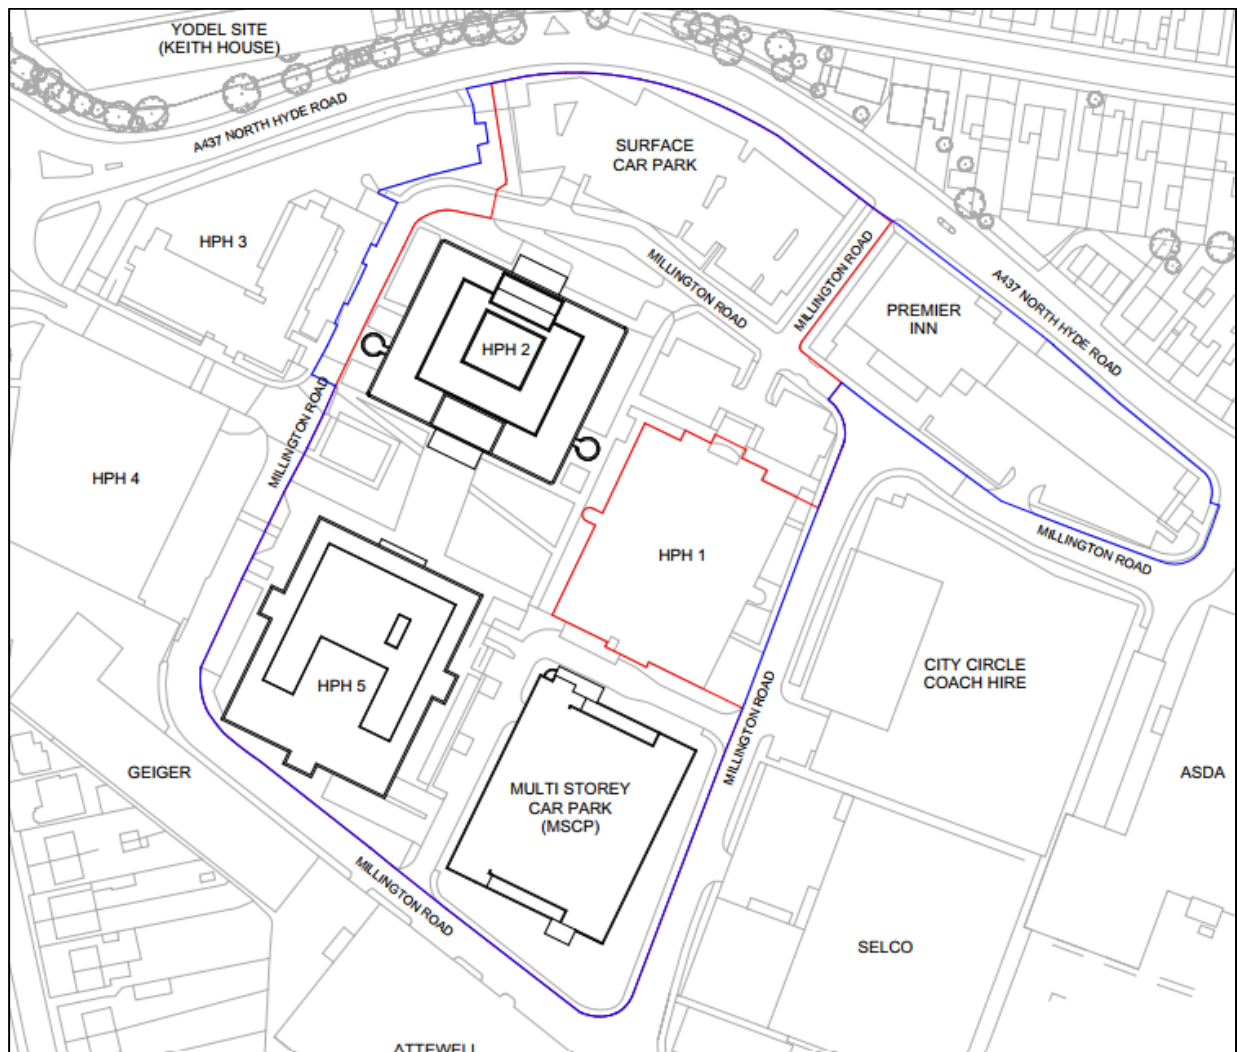 YODEL SITE
(KEITH HOUSE)
A437 NORTH HYDE ROAD
SURFACE
CAR PARK
HPH 3
MILLINGTON ROAD
MILLINGTON ROAD
A437 NORTH HYDE ROAD
PREMIER
INN
HPH 2
MILLINGTON ROAD
HPH 4
HPH 1
MILLINGTON ROAD
CITY CIRCLE
COACH HIRE
HPH 5
MILLINGTON ROAD
GEIGER
ASDA
MULTI STOREY
CAR PARK
(MSCP)
MILLINGTON ROAD
SELCO
ATTEWELL